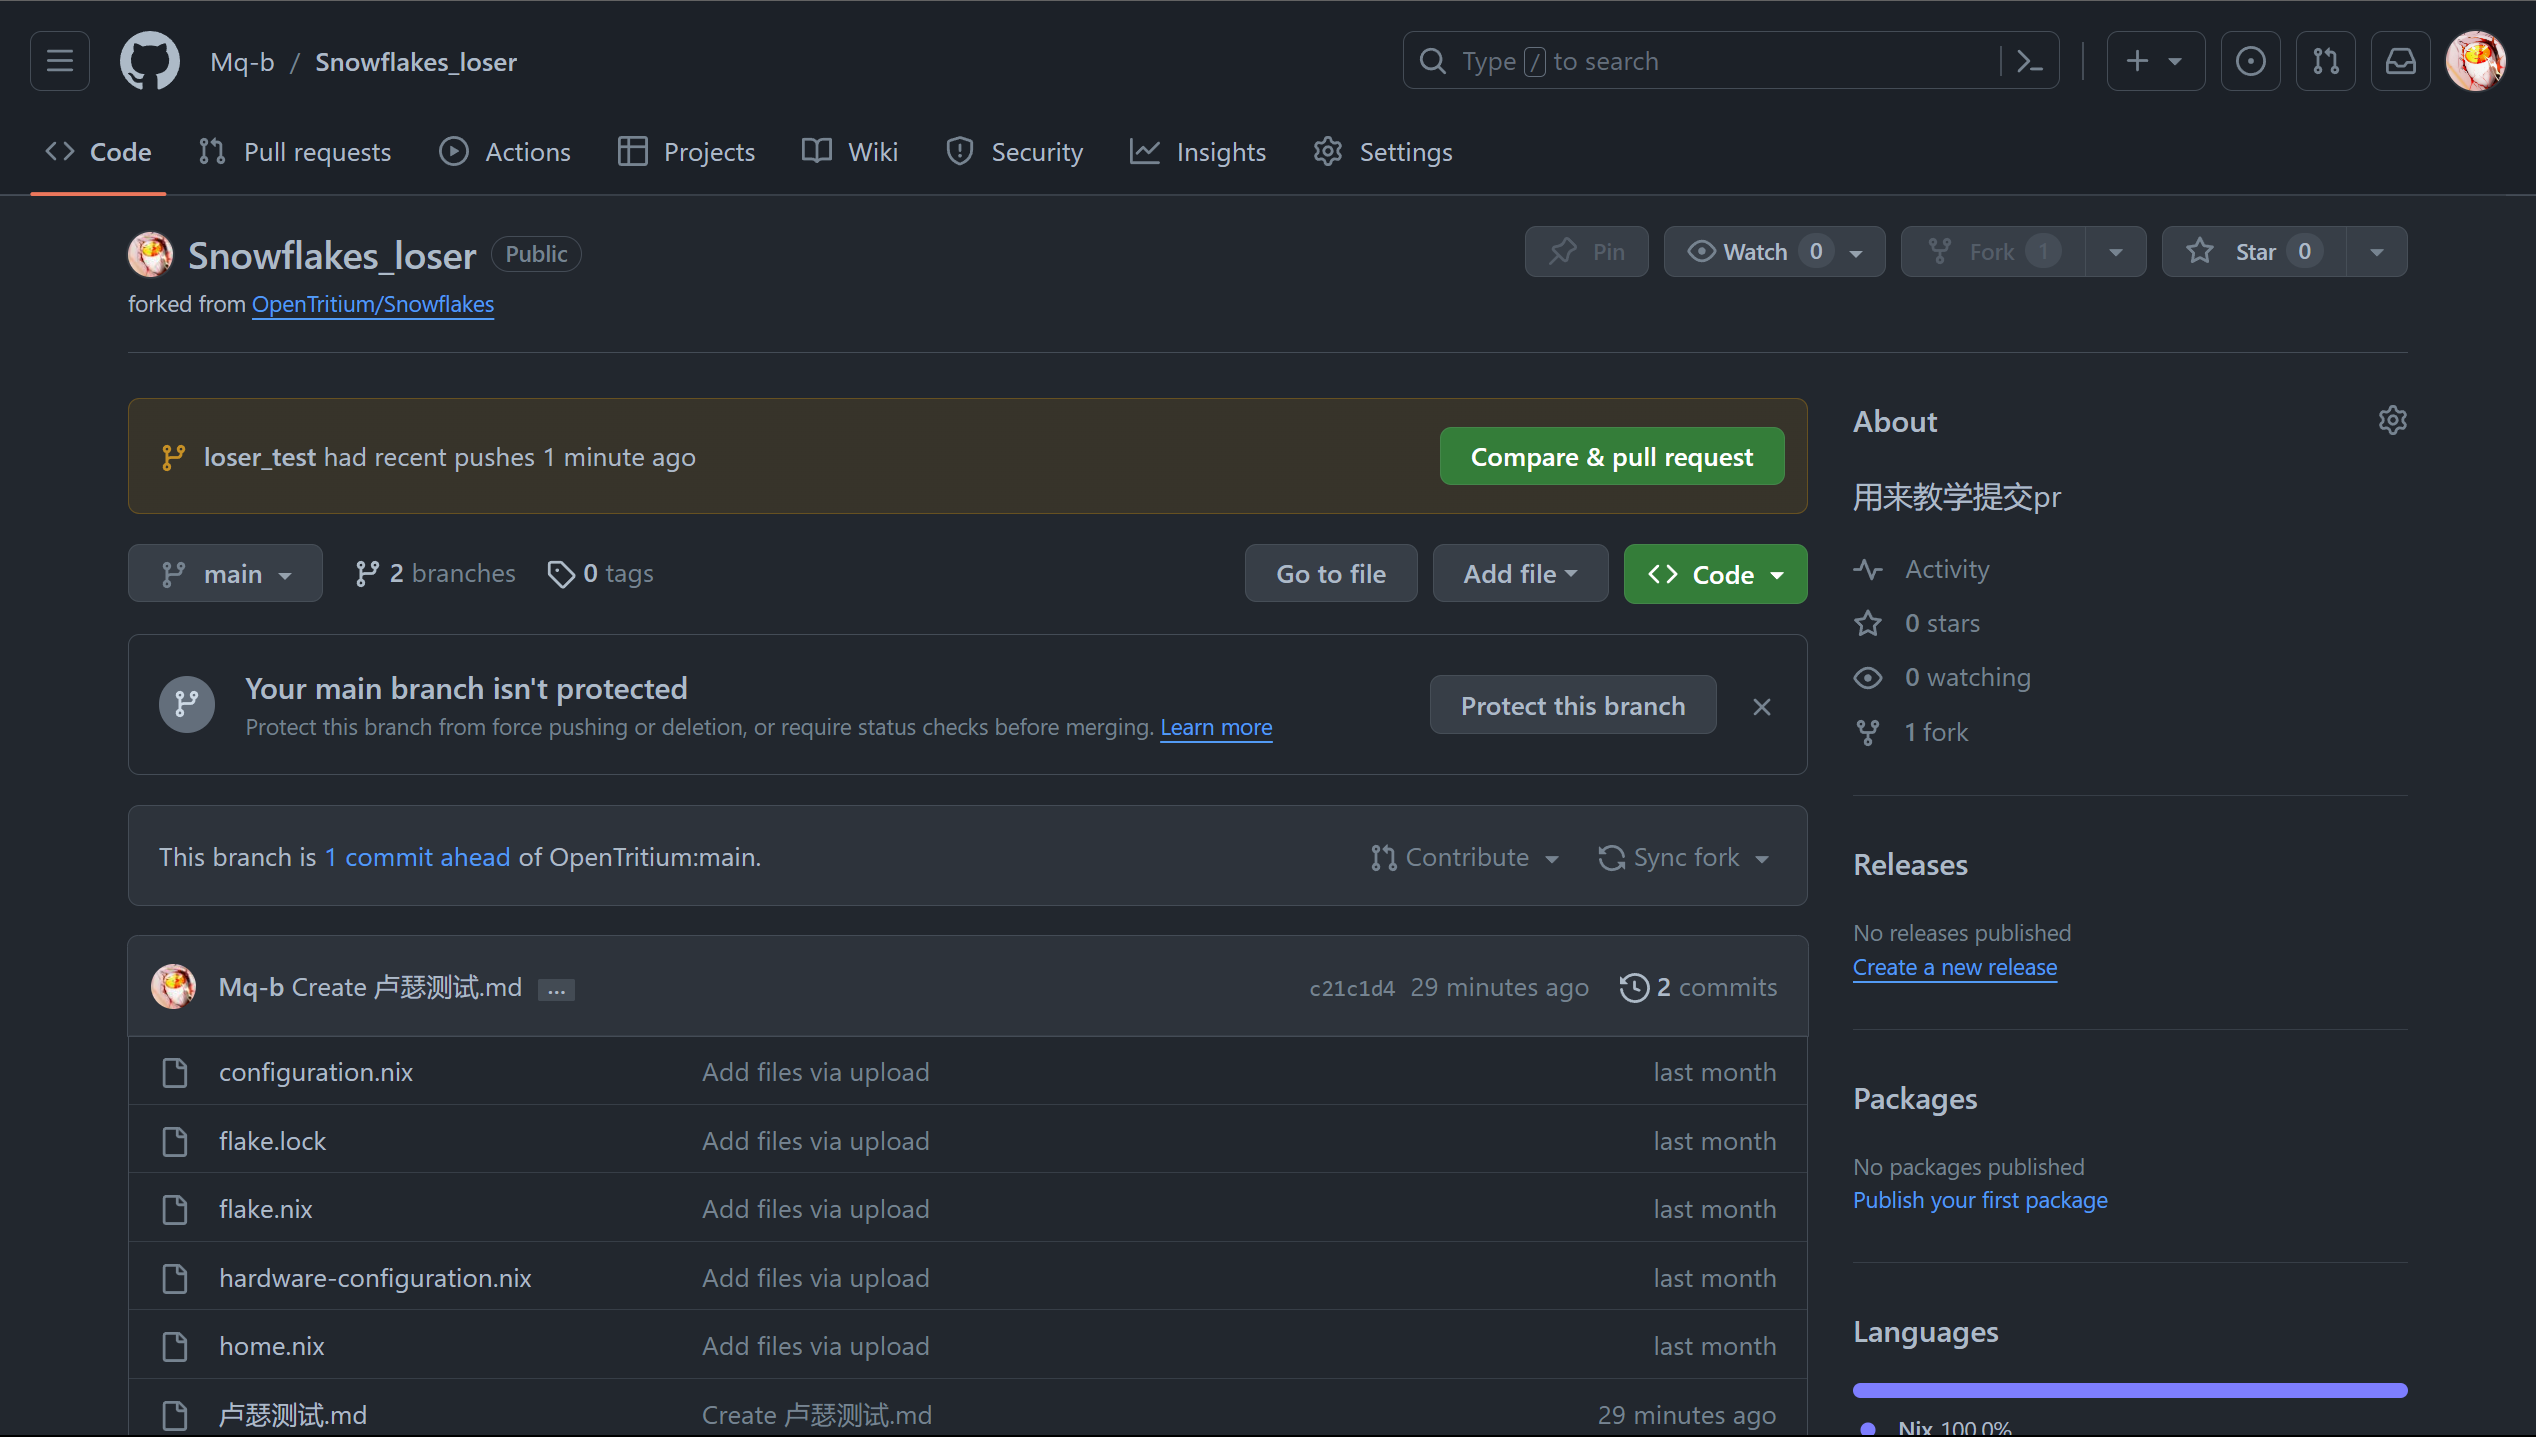 Mq-b / Snowflakes_loser
Type / to search
Code
Pull requests
Actions
Projects
Wiki
Security
Insights
Settings
Snowflakes_loser Public
Pin
Watch 0
Fork 1
Star 0
forked from OpenTritium/Snowflakes
loser_test had recent pushes 1 minute ago
Compare & pull request
main
2 branches
0 tags
Go to file
Add file
Code
Your main branch isn't protected
Protect this branch from force pushing or deletion, or require status checks before merging. Learn more
Protect this branch
This branch is 1 commit ahead of OpenTritium:main.
Contribute
Sync fork
Mq-b Create 卢瑟测试.md ...
c21c1d4 29 minutes ago
2 commits
configuration.nix Add files via upload last month
flake.lock Add files via upload last month
flake.nix Add files via upload last month
hardware-configuration.nix Add files via upload last month
home.nix Add files via upload last month
卢瑟测试.md Create 卢瑟测试.md 29 minutes ago
About
用来教学提交pr
Activity
0 stars
0 watching
1 fork
Releases
No releases published
Create a new release
Packages
No packages published
Publish your first package
Languages
Nix 100.0%